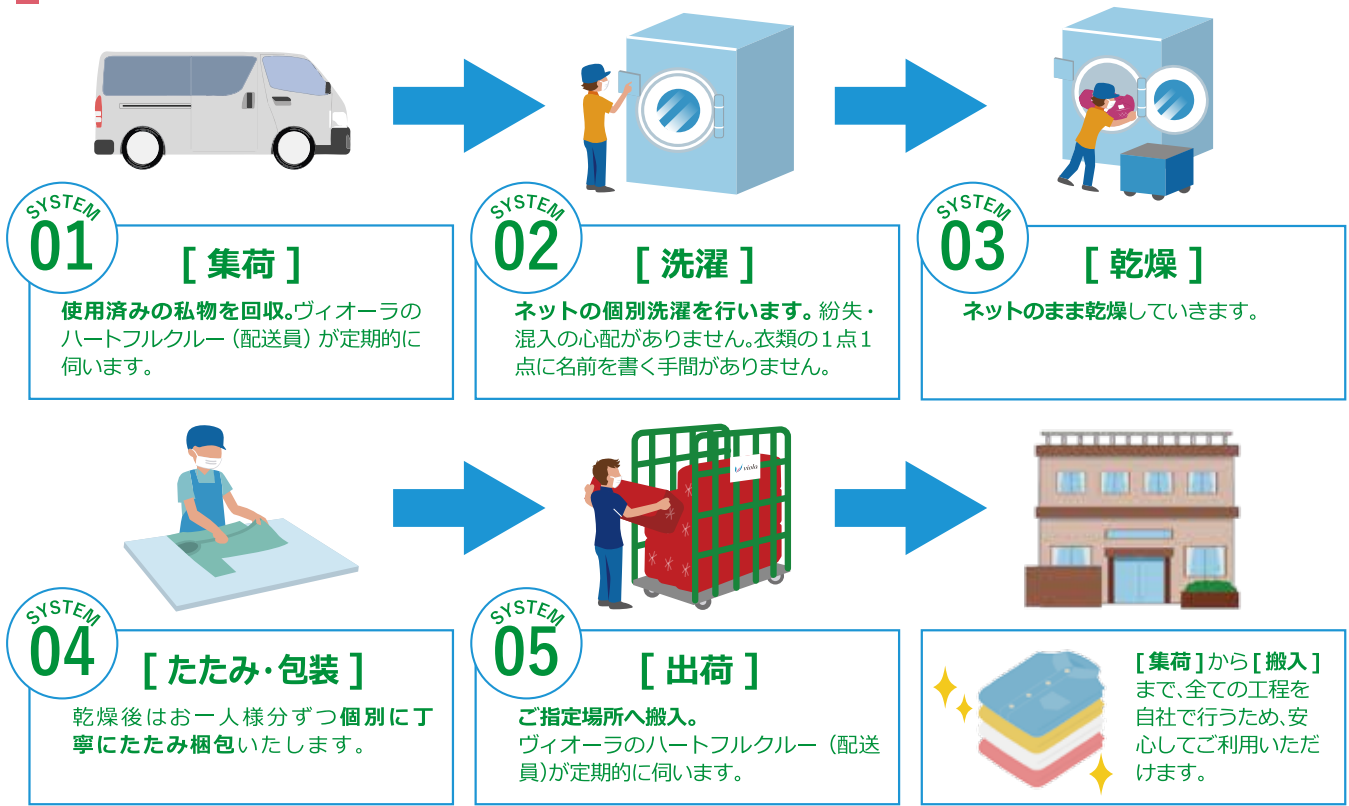 SYSTEM
01
[ 集荷 ]
使用済みの私物を回収。ヴィオーラの
ハートフルクルー（配送員）が定期的に
伺います。
SYSTEM
02
[ 洗濯 ]
ネットの個別洗濯を行います。紛失・
混入の心配がありません。衣類の１点１
点に名前を書く手間がありません。
SYSTEM
03
[ 乾燥 ]
ネットのまま乾燥していきます。
viola
SYSTEM
04
[ たたみ・包装 ]
乾燥後はお一人様分ずつ個別に丁
寧にたたみ梱包いたします。
SYSTEM
05
[ 出荷 ]
ご指定場所へ搬入。
ヴィオーラのハートフルクルー（配送
員）が定期的に伺います。
[ 集荷 ]から[ 搬入 ]
まで、全ての工程を
自社で行うため、安
心してご利用いただ
けます。